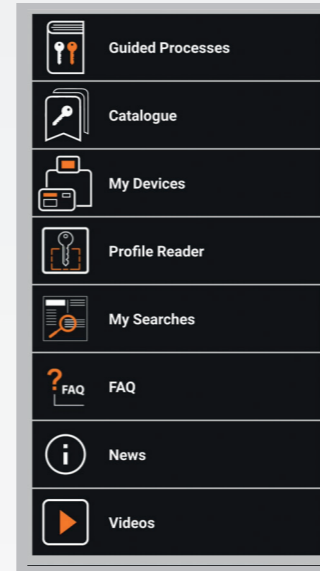 Guided Processes
Catalogue
My Devices
Profile Reader
My Searches
FAQ FAQ
News
Videos